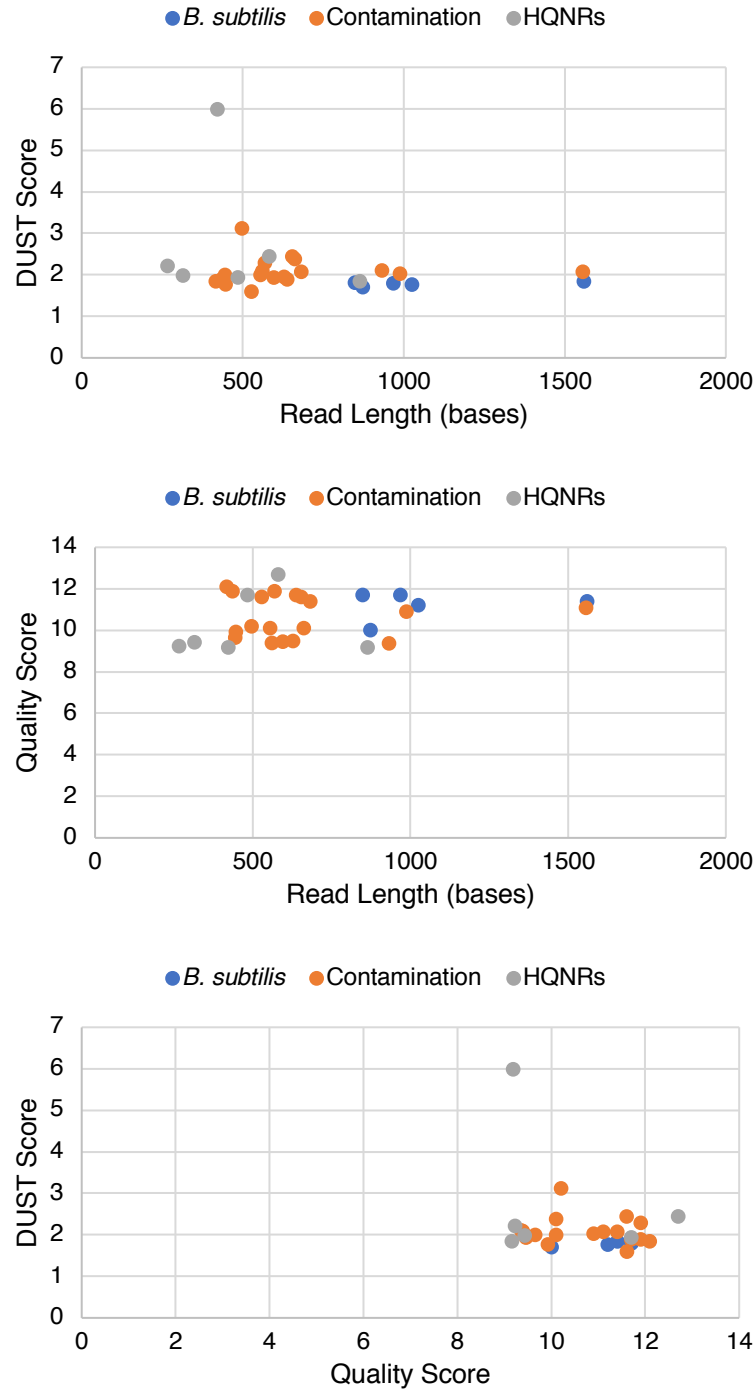 B. subtilis Contamination HQNRs
7
6
5
4
3
2
1
0
DUST Score
0 500 1000 1500 2000
Read Length (bases)
B. subtilis Contamination HQNRs
14
12
10
8
6
4
2
0
Quality Score
0 500 1000 1500 2000
Read Length (bases)
B. subtilis Contamination HQNRs
7
6
5
4
3
2
1
0
DUST Score
0 2 4 6 8 10 12 14
Quality Score